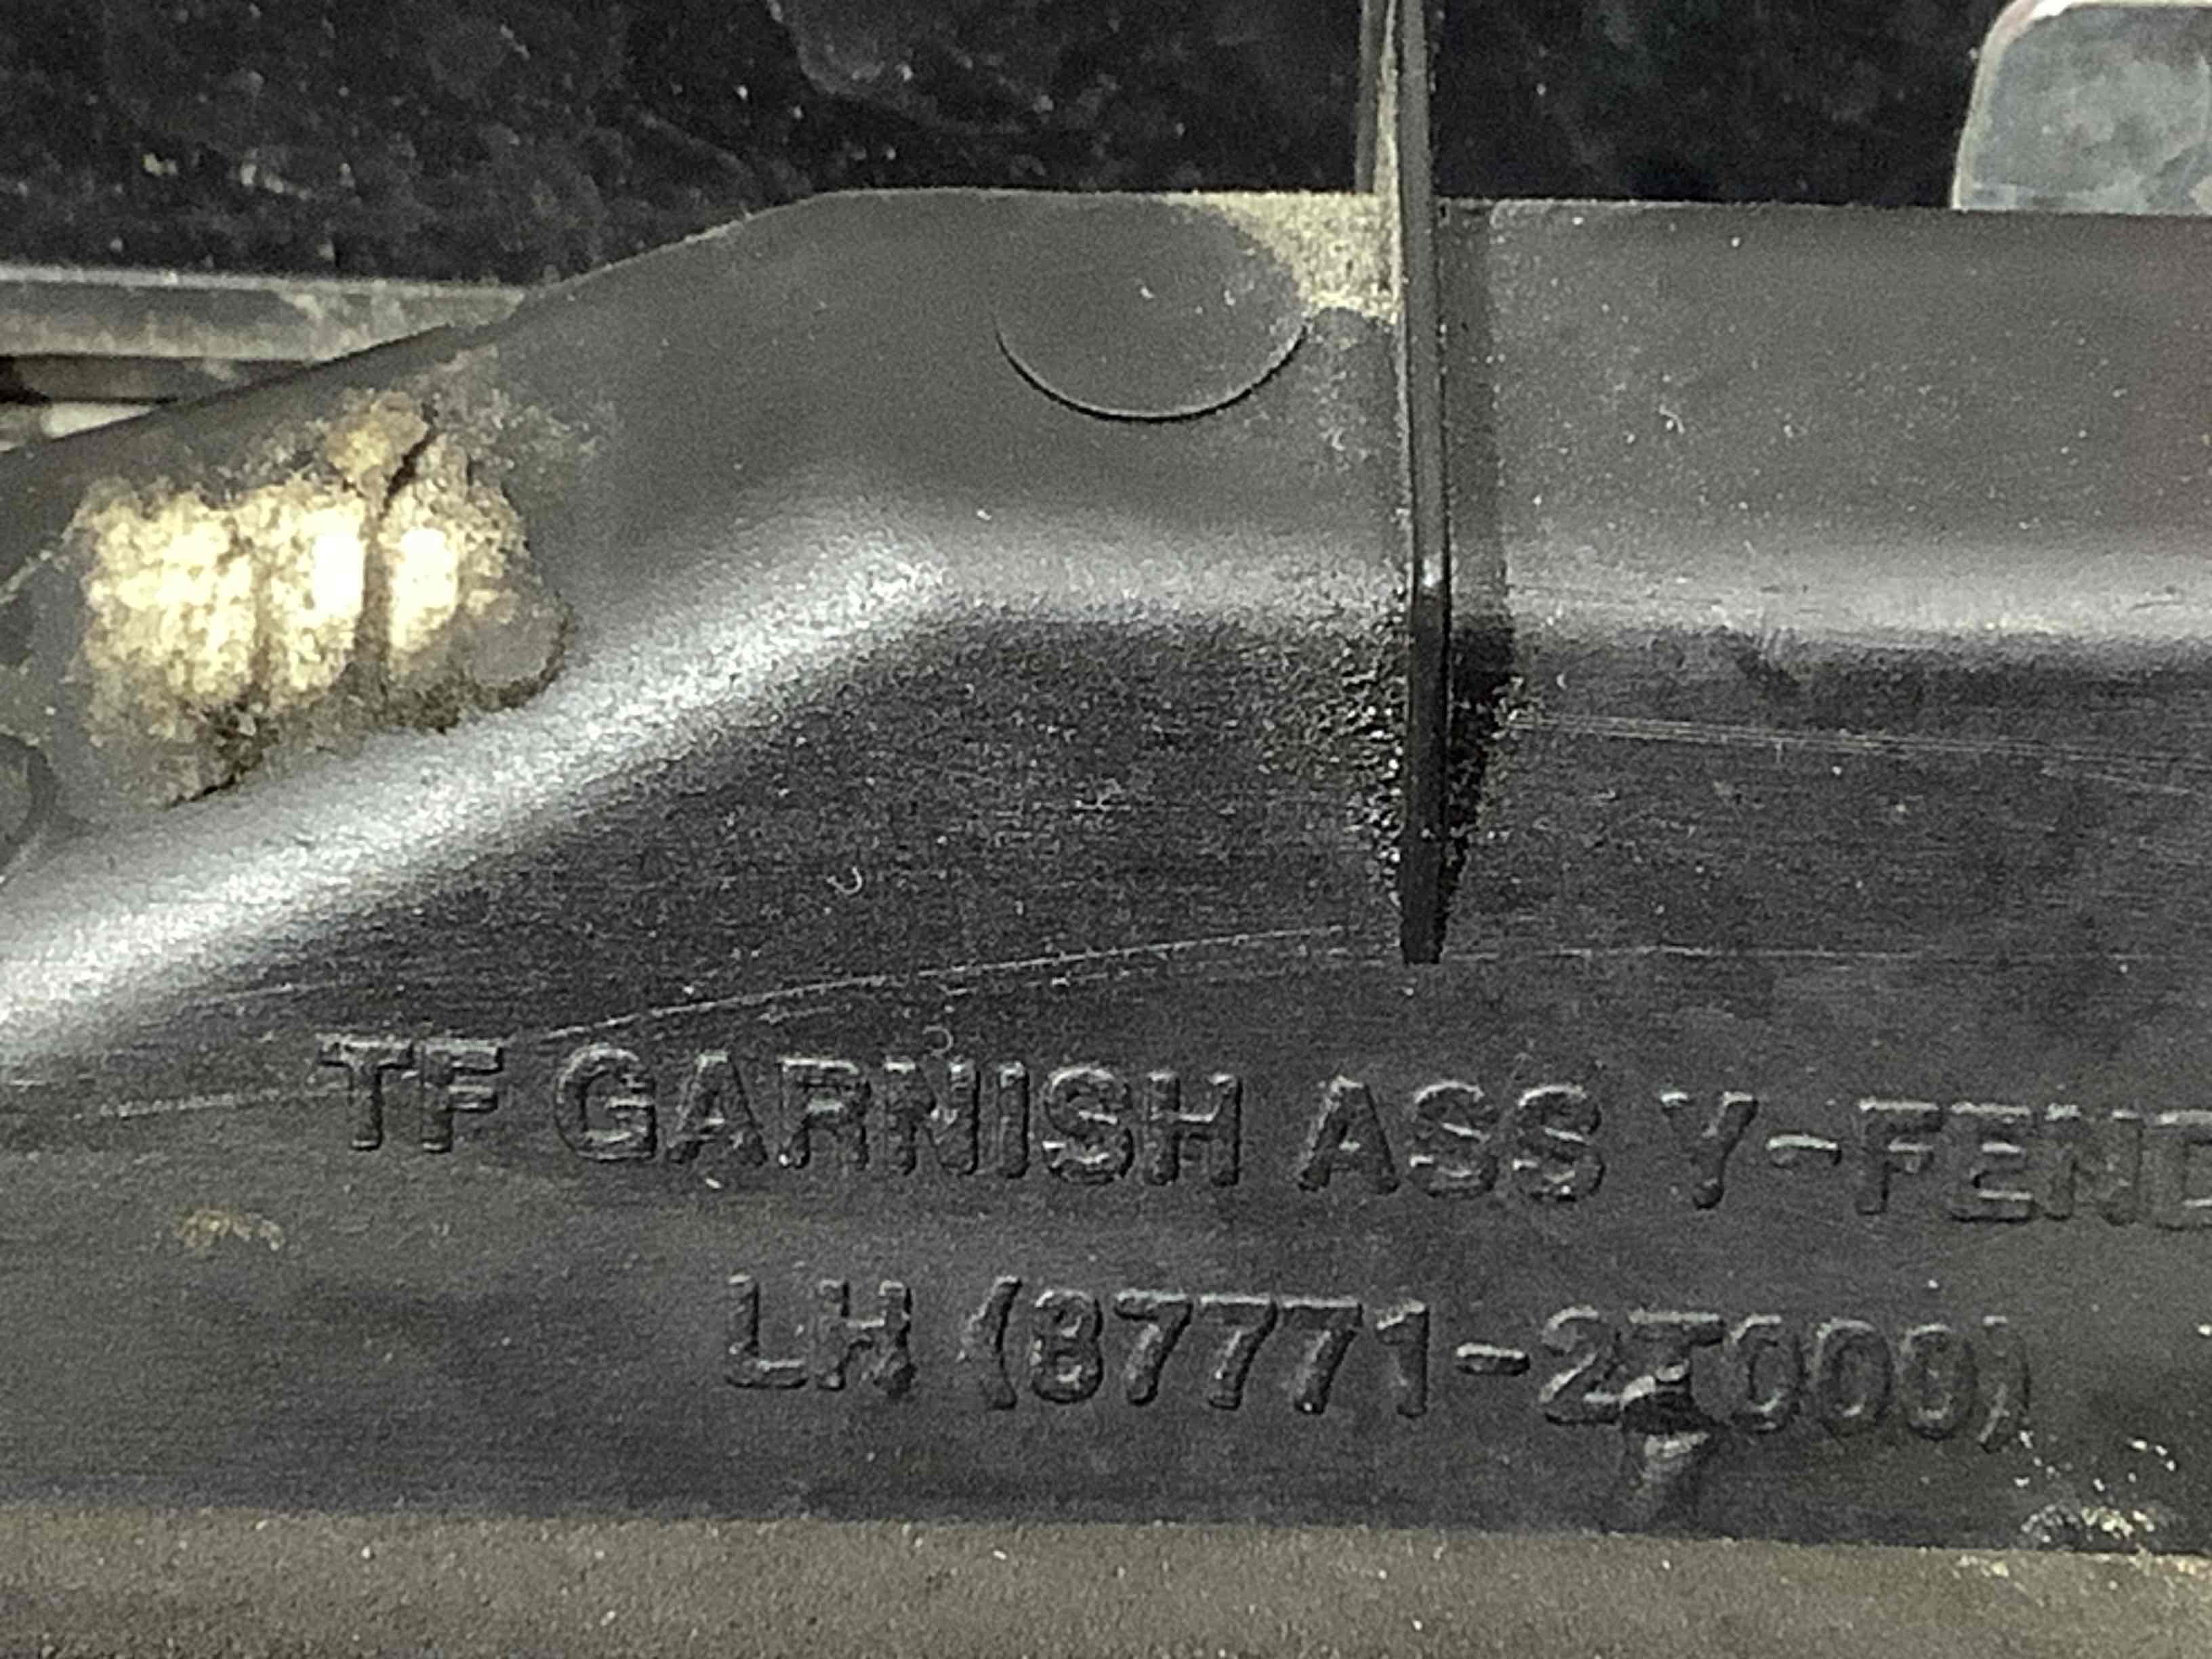 TF GARNISH ASS Y-FEND
LH (87771-2T000)